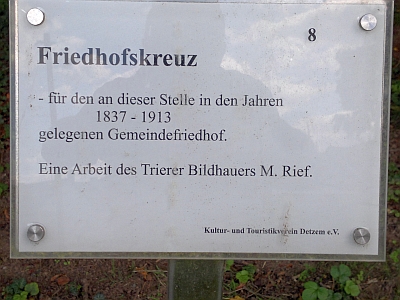 8
Friedhofskreuz
- für den an dieser Stelle in den Jahren
1837 - 1913
gelegenen Gemeindefriedhof.
Eine Arbeit des Trierer Bildhauers M. Rief.
Kultur- und Touristikverein Detzem e.V.